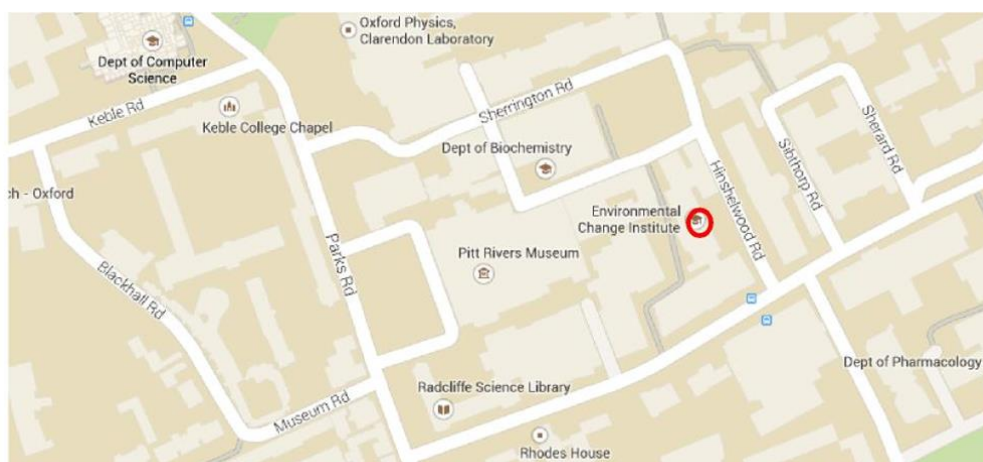 Oxford Physics,
Clarendon Laboratory
Dept of Computer
Science
Keble Rd
Keble College Chapel
Sherrington Rd
Dept of Biochemistry
Hinshelwood Rd
Sibthorp Rd
Sherard Rd
ch - Oxford
Environmental
Change Institute
Parks Rd
Pitt Rivers Museum
Blackhall Rd
Dept of Pharmacology
Radcliffe Science Library
Museum Rd
Rhodes House